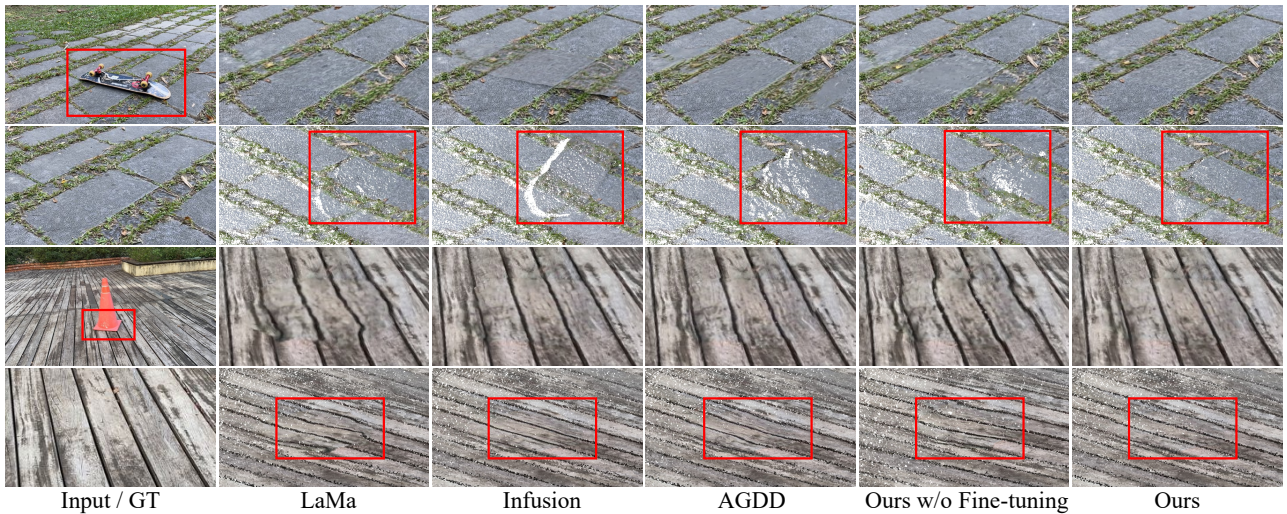 Input / GT
LaMa
Infusion
AGDD
Ours w/o Fine-tuning
Ours